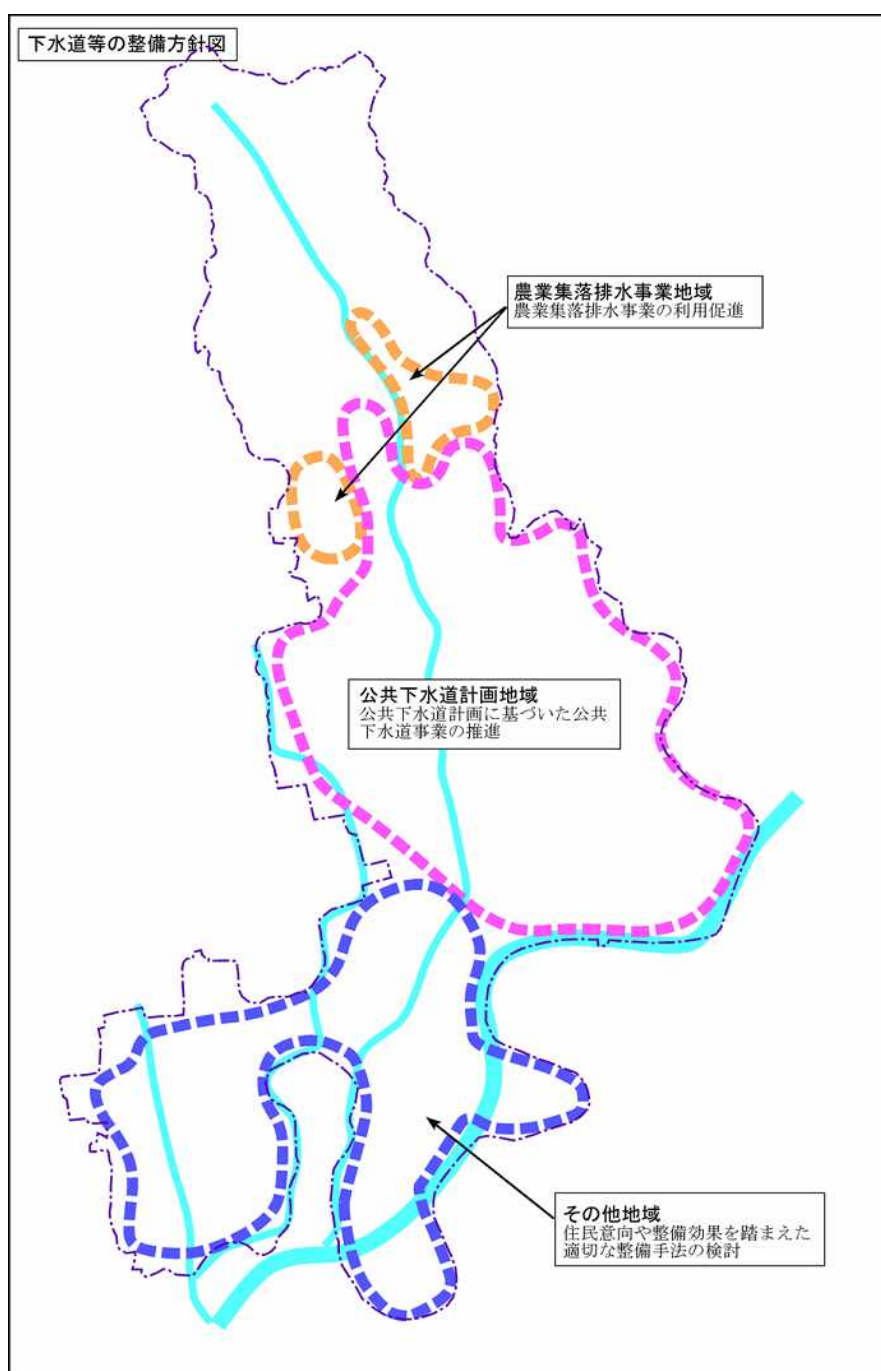 下水道等の整備方針図
農業集落排水事業地域
農業集落排水事業の利用促進
公共下水道計画地域
公共下水道計画に基づいた公共
下水道事業の推進
その他地域
住民意向や整備効果を踏まえた
適切な整備手法の検討